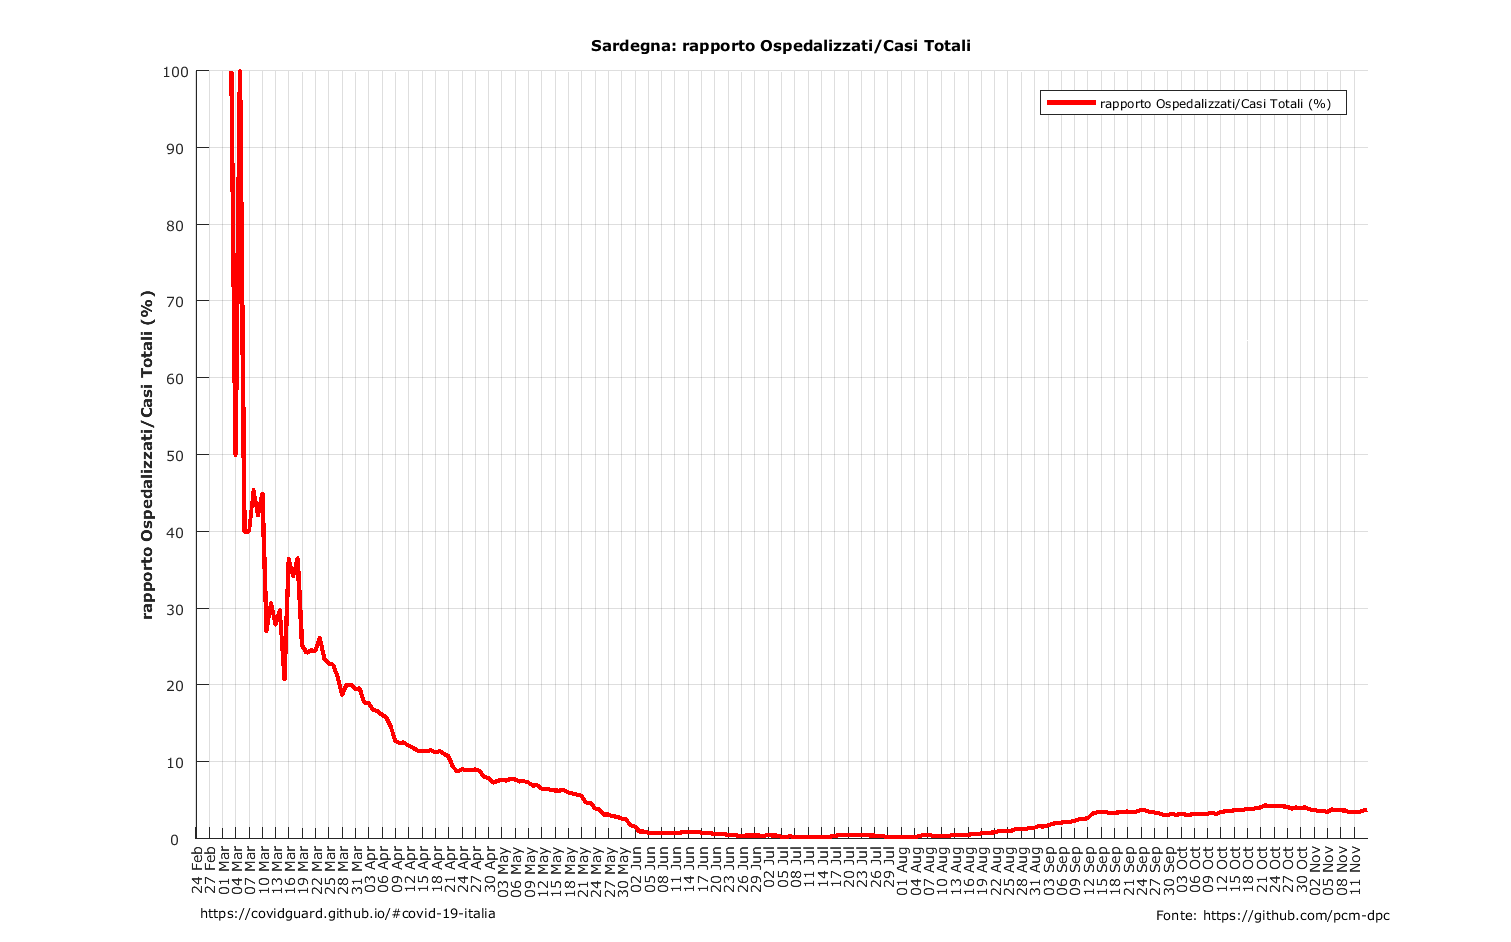 Sardegna: rapporto Ospedalizzati/Casi Totali
rapporto Ospedalizzati/Casi Totali (%)
rapporto Ospedalizzati/Casi Totali (%)
100
90
80
70
60
50
40
30
20
10
0
24 Feb
27 Feb
01 Mar
04 Mar
07 Mar
10 Mar
13 Mar
16 Mar
19 Mar
22 Mar
25 Mar
28 Mar
31 Mar
03 Apr
06 Apr
09 Apr
12 Apr
15 Apr
18 Apr
21 Apr
24 Apr
27 Apr
30 Apr
03 May
06 May
09 May
12 May
15 May
18 May
21 May
24 May
27 May
30 May
02 Jun
05 Jun
08 Jun
11 Jun
14 Jun
17 Jun
20 Jun
23 Jun
26 Jun
29 Jun
02 Jul
05 Jul
08 Jul
11 Jul
14 Jul
17 Jul
20 Jul
23 Jul
26 Jul
29 Jul
01 Aug
04 Aug
07 Aug
10 Aug
13 Aug
16 Aug
19 Aug
22 Aug
25 Aug
28 Aug
31 Aug
03 Sep
06 Sep
09 Sep
12 Sep
15 Sep
18 Sep
21 Sep
24 Sep
27 Sep
30 Sep
03 Oct
06 Oct
09 Oct
12 Oct
15 Oct
18 Oct
21 Oct
24 Oct
27 Oct
30 Oct
02 Nov
05 Nov
08 Nov
11 Nov
https://covidguard.github.io/#covid-19-italia
Fonte: https://github.com/pcm-dpc